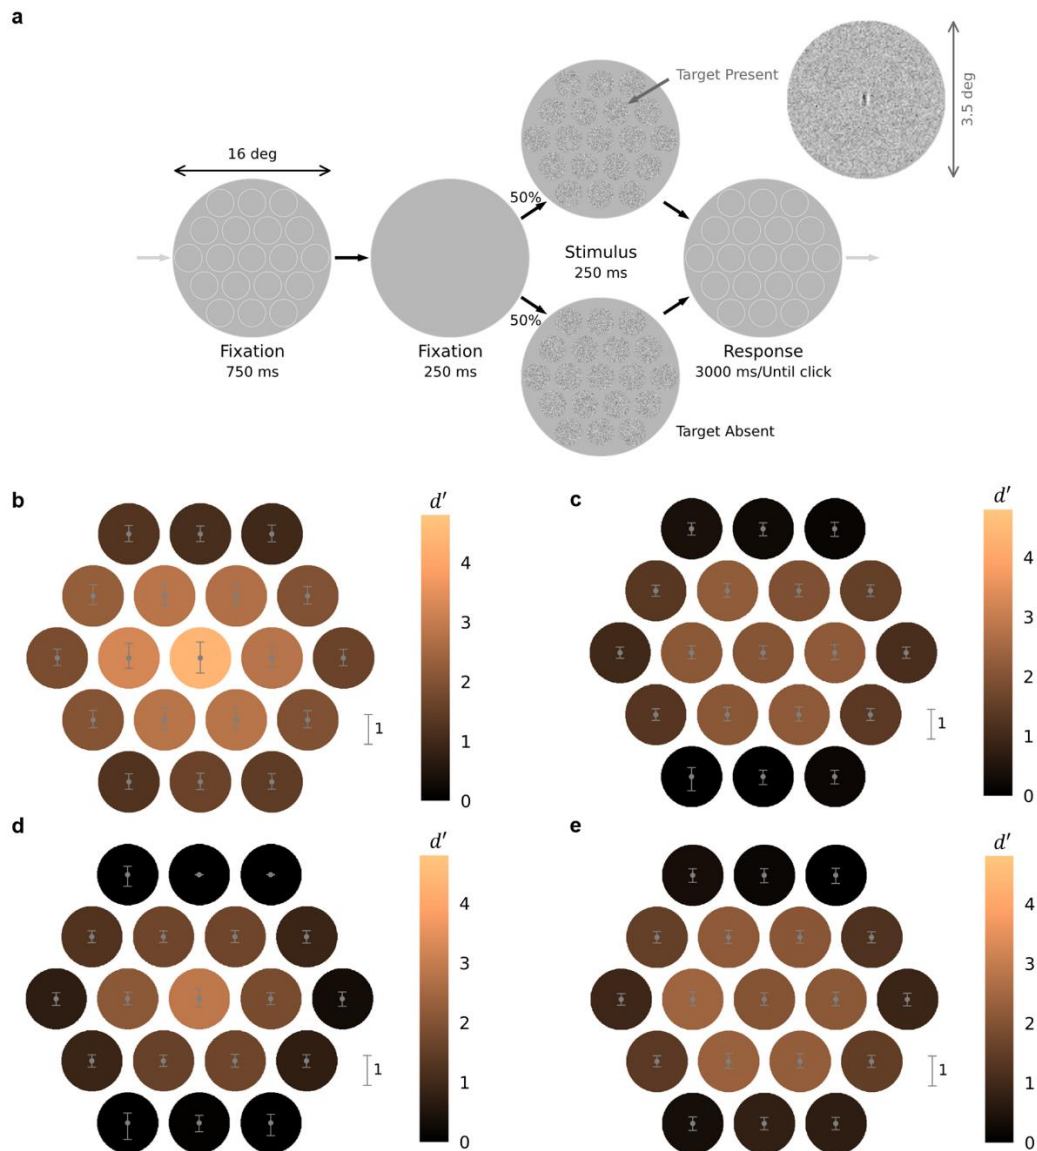 a
Target Present
3.5 deg
16 deg
50%
Stimulus
250 ms
50%
Fixation
750 ms
Fixation
250 ms
Response
3000 ms/Until click
Target Absent
b
d′
4
3
2
1
0
1
c
d′
4
3
2
1
0
1
d
d′
4
3
2
1
0
1
e
d′
4
3
2
1
0
1